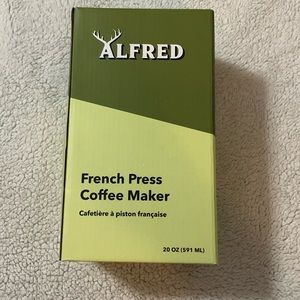 ALFRED
French Press
Coffee Maker
Cafetière à piston française
20 OZ (591 ML)